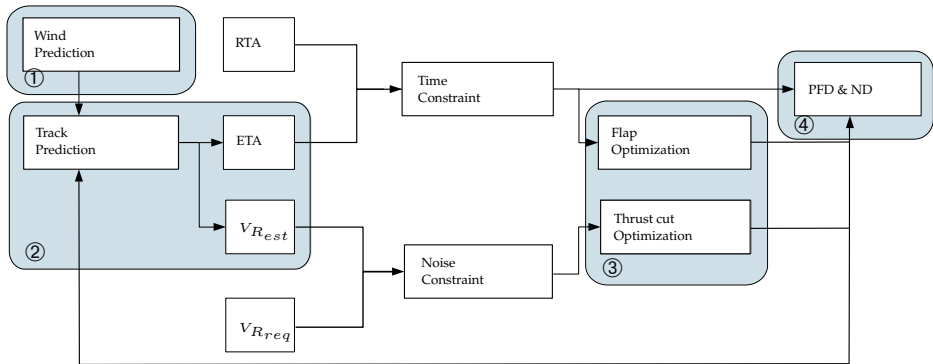 Wind
Prediction
①
RTA
Time
Constraint
PFD & ND
④
Track
Prediction
ETA
Flap
Optimization
V_{R_{est}}
②
Thrust cut
Optimization
③
Noise
Constraint
V_{R_{req}}